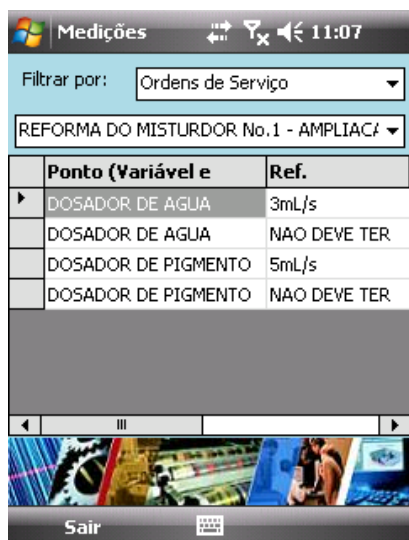 Medições 11:07
Filtrar por: Ordens de Serviço
REFORMA DO MISTURDOR No.1 - AMPLIACA
Ponto (Variável e Ref.
DOSADOR DE AGUA 3mL/s
DOSADOR DE AGUA NAO DEVE TER
DOSADOR DE PIGMENTO 5mL/s
DOSADOR DE PIGMENTO NAO DEVE TER
Sair